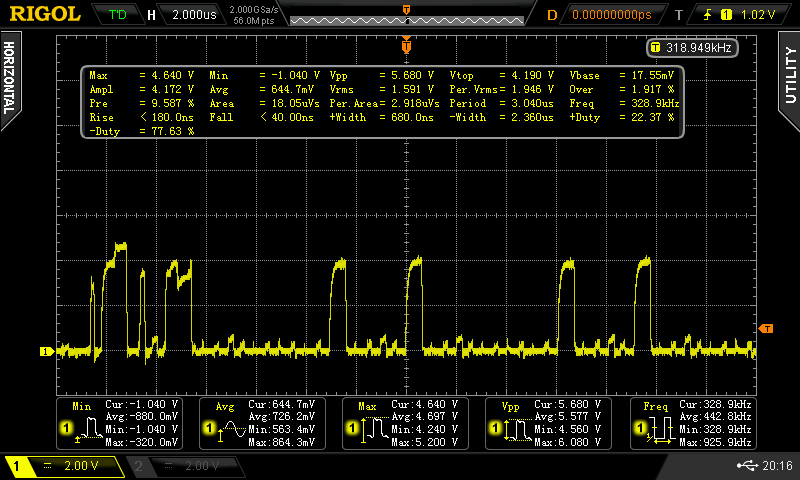 RIGOL T'D H 2.000us 2.000GSa/s D 0.00000000ps T 1 1.02 V
56.0M pts
T
T 318.949kHz
HORIZONTAL
UTILITY
Max = 4.640 V Min = -1.040 V Vpp = 5.680 V Vtop = 4.190 V Vbase = 17.55mV
Ampl = 4.172 V Avg = 644.7mV Vrms = 1.591 V Per.Vrms= 1.946 V Over = 1.917 %
Pre = 9.587 % Area = 18.05uVs Per.Area= 2.918uVs Period = 3.040us Freq = 328.9kHz
Rise < 180.0ns Fall < 40.00ns +Width = 680.0ns -Width = 2.360us +Duty = 22.37 %
-Duty = 77.63 %
T
1
Min Cur:-1.040 V Avg Cur:644.7mV Max Cur:4.640 V Vpp Cur:5.680 V Freq Cur:328.9kHz
Avg:-880.0mV Avg:726.2mV Avg:4.697 V Avg:5.577 V Avg:442.8kHz
1 Min:-1.040 V 1 Min:563.4mV 1 Min:4.240 V 1 Min:4.560 V 1 Min:328.9kHz
Max:-320.0mV Max:864.3mV Max:5.200 V Max:6.080 V Max:925.9kHz
1 2.00 V 2 2.00 V 20:16